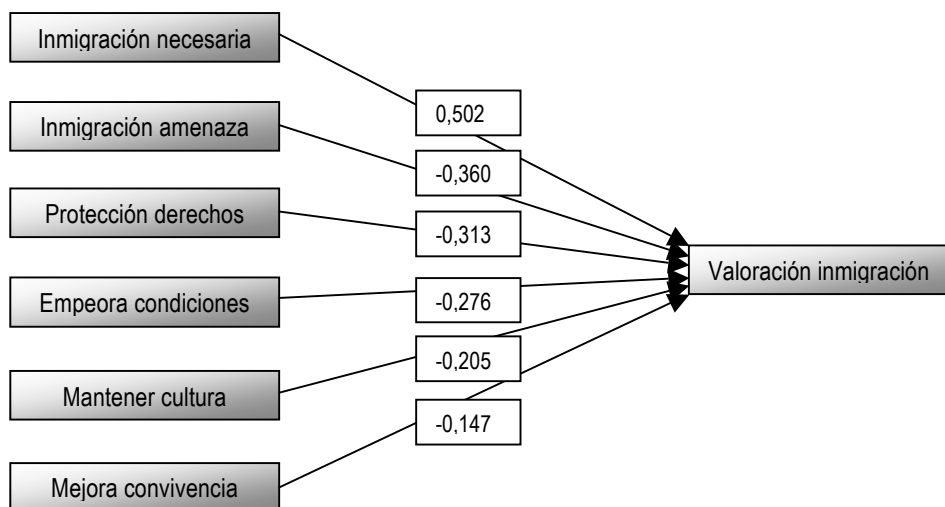 Inmigración necesaria
0,502
Inmigración amenaza
-0,360
Protección derechos
-0,313
Valoración inmigración
Empeora condiciones
-0,276
-0,205
Mantener cultura
-0,147
Mejora convivencia